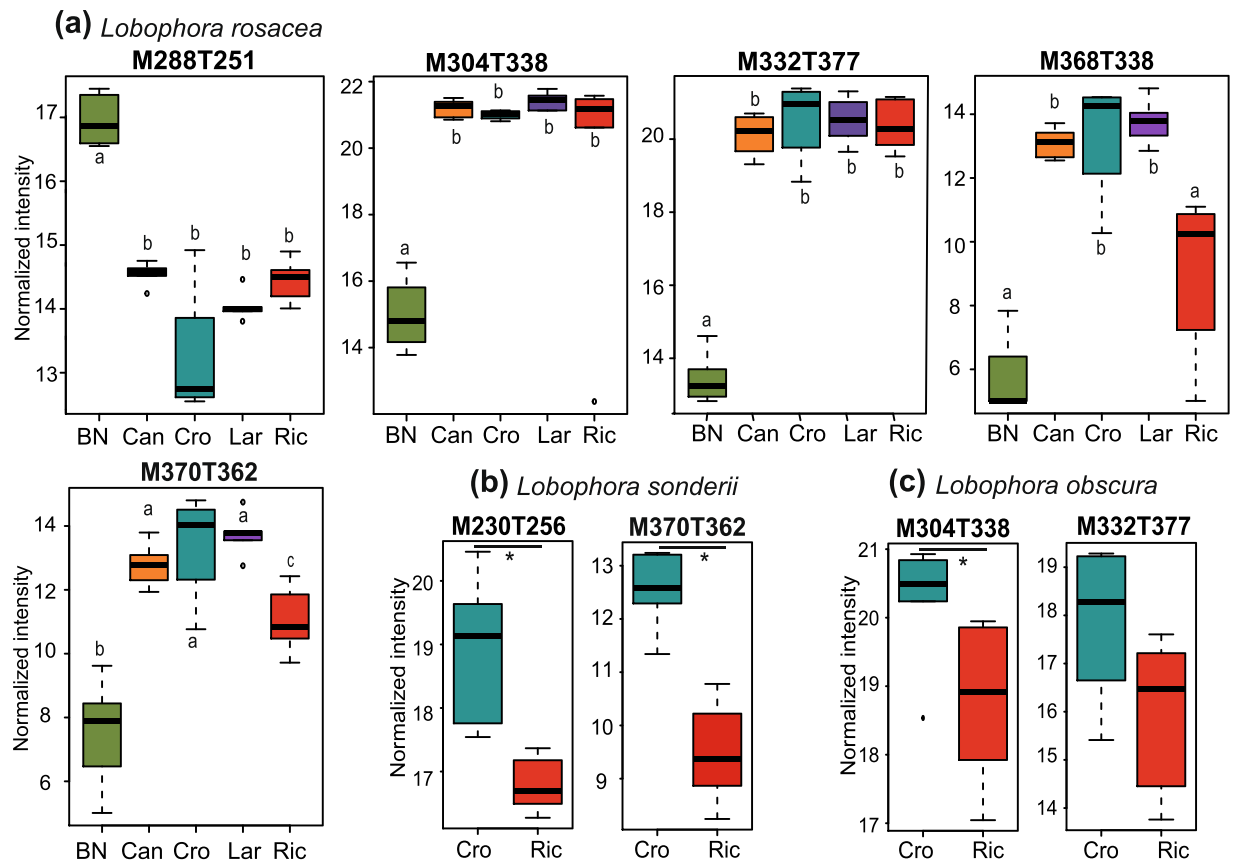 (a) Lobophora rosacea
M288T251
M304T338
M332T377
M368T338
Normalized intensity
17
16
15
14
13
a
b
b
b
b
BN Can Cro Lar Ric
22
20
18
16
14
a
b
b
b
b
BN Can Cro Lar Ric
20
18
16
14
a
b
b
b
b
BN Can Cro Lar Ric
14
12
10
8
6
a
b
b
b
a
BN Can Cro Lar Ric
M370T362
Normalized intensity
14
12
10
8
6
b
a
a
a
c
BN Can Cro Lar Ric
(b) Lobophora sonderii
M230T256
M370T362
Normalized intensity
20
19
18
17
*
Cro Ric
13
12
11
10
9
*
Cro Ric
(c) Lobophora obscura
M304T338
M332T377
Normalized intensity
21
20
19
18
17
*
Cro Ric
19
18
17
16
15
14
Cro Ric